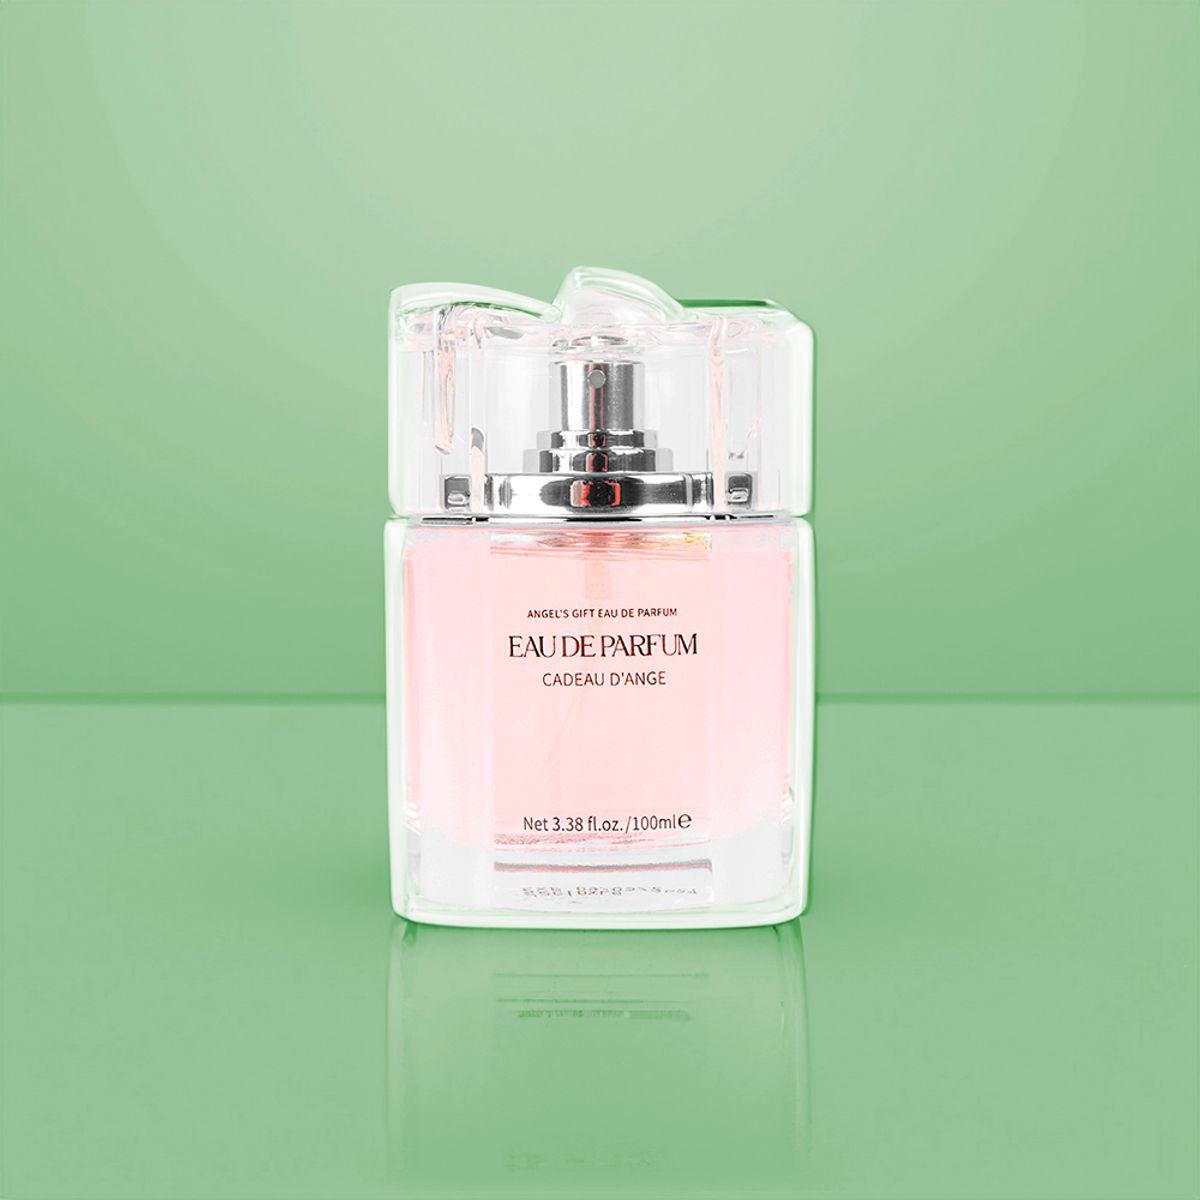 ANGEL'S GIFT EAU DE PARFUM
EAU DE PARFUM
CADEAU D'ANGE
Net 3.38 fl.oz./100ml℮